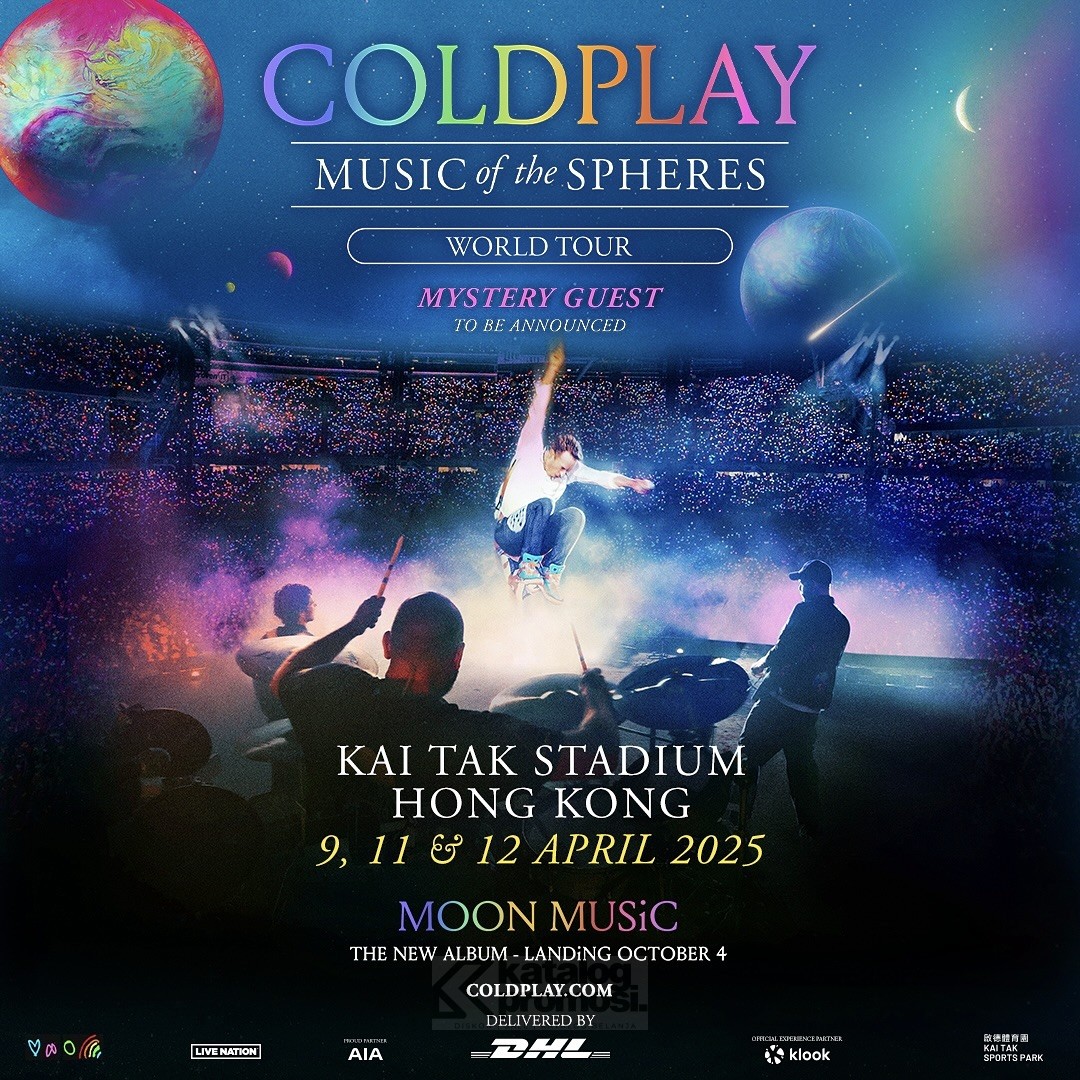 COLDPLAY
MUSIC of the SPHERES
WORLD TOUR
MYSTERY GUEST
TO BE ANNOUNCED
KAI TAK STADIUM
HONG KONG
9, 11 & 12 APRIL 2025
MOON MUSiC
THE NEW ALBUM - LANDiNG OCTOBER 4
katalog
promosi.
COLDPLAY.COM
DELIVERED BY
LIVE NATION
PROUD PARTNER
AIA
DHL
OFFICIAL EXPERIENCE PARTNER
klook
啟德體育園
KAI TAK
SPORTS PARK